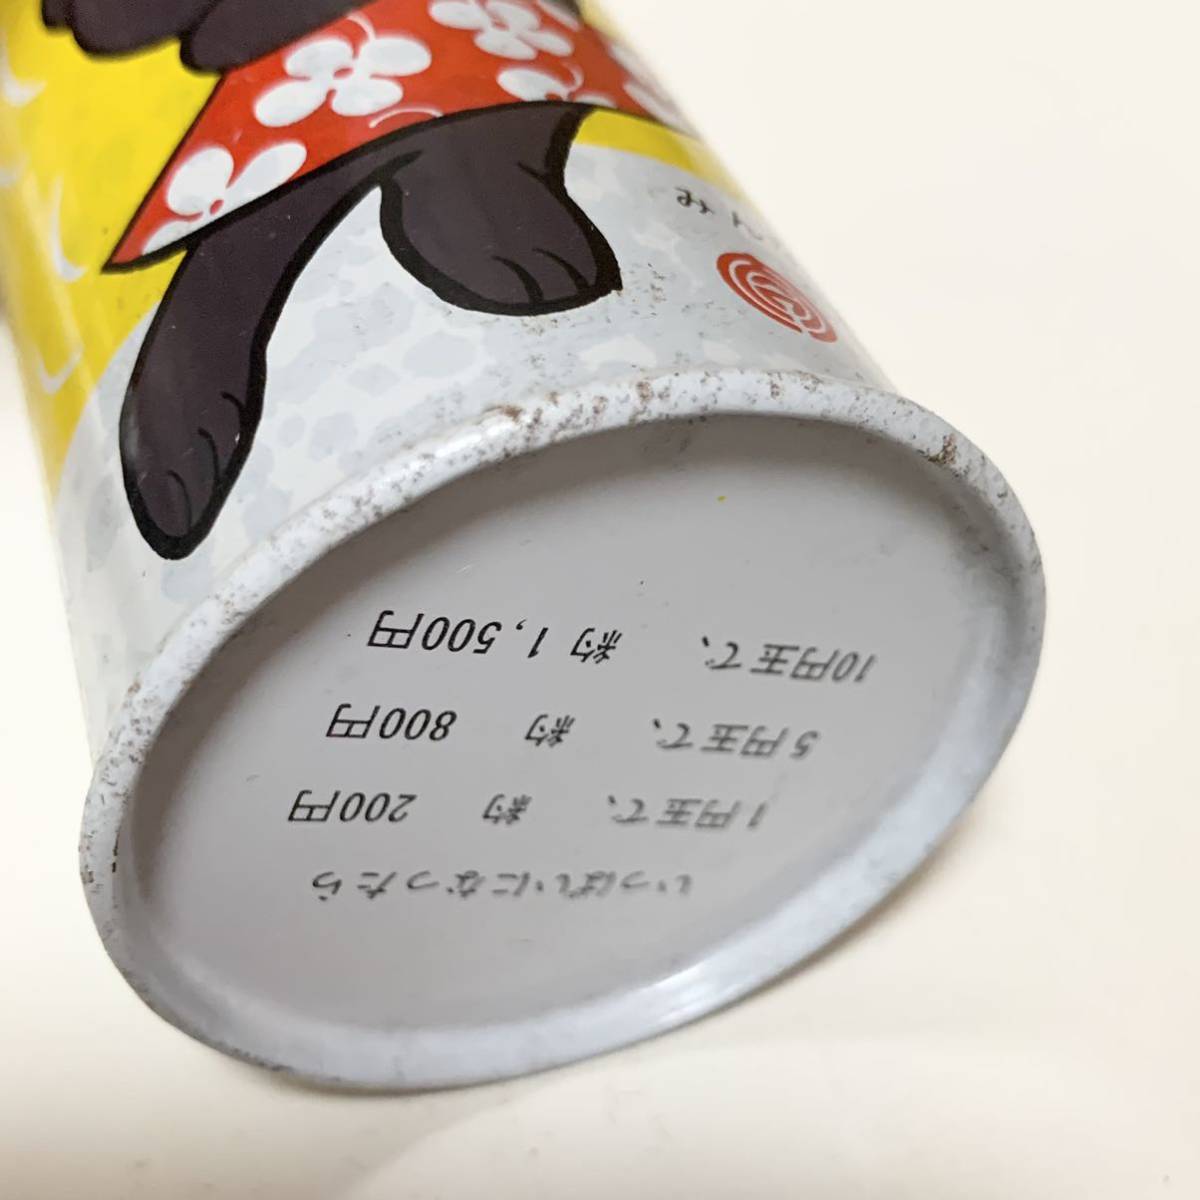 いっぱいになったら
1円玉で、 約 200円
5円玉で、 約 800円
10円玉で、 約 1,500円